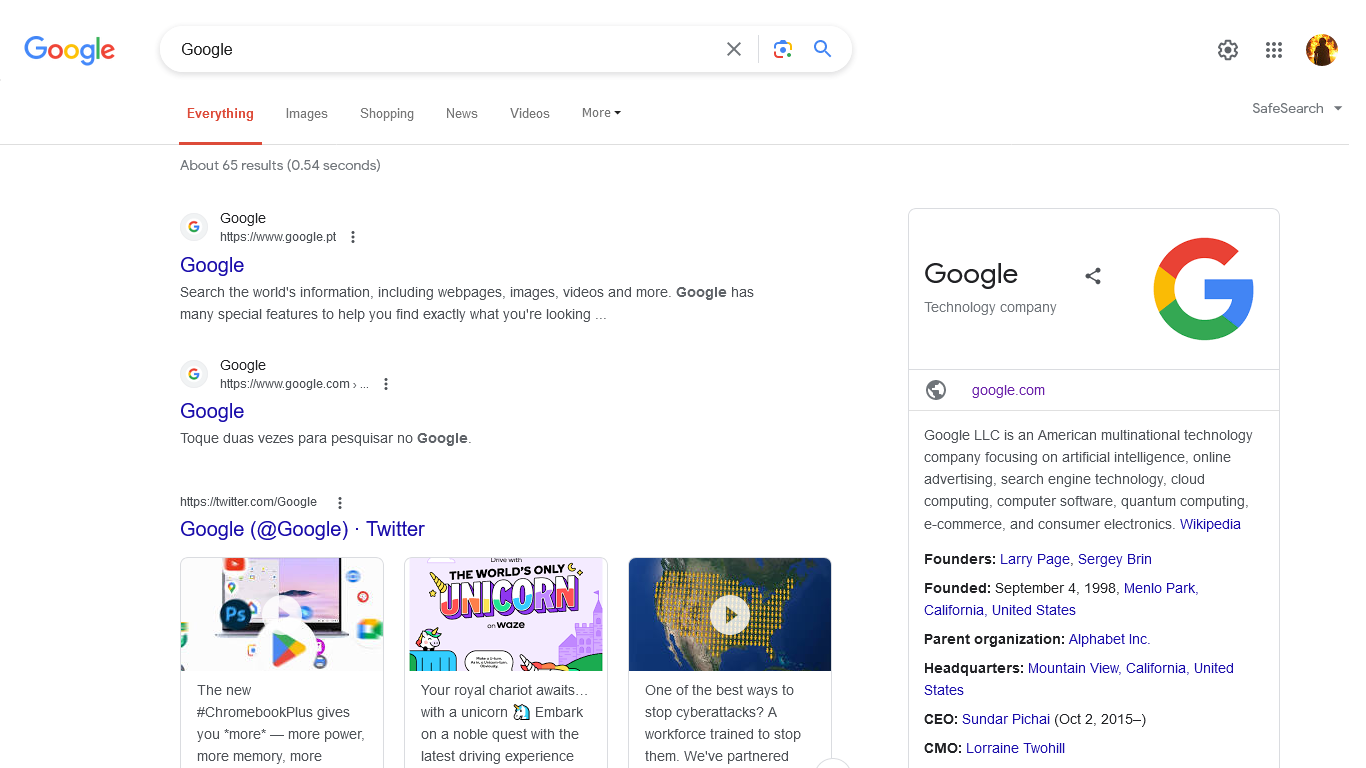 Google
Google
Everything
Images
Shopping
News
Videos
More
SafeSearch
About 65 results (0.54 seconds)
Google
https://www.google.pt
Google
Search the world's information, including webpages, images, videos and more. Google has
many special features to help you find exactly what you're looking ...
Google
https://www.google.com › ...
Google
Toque duas vezes para pesquisar no Google.
https://twitter.com/Google
Google (@Google) · Twitter
Ps
The new
#ChromebookPlus gives
you *more* — more power,
more memory, more
Drive with
THE WORLD'S ONLY
UNICORN
on waze
Make a U-turn.
As in, a Unicorn-turn.
Obviously.
Your royal chariot awaits…
with a unicorn 🦄 Embark
on a noble quest with the
latest driving experience
One of the best ways to
stop cyberattacks? A
workforce trained to stop
them. We've partnered
Google
Technology company
google.com
Google LLC is an American multinational technology
company focusing on artificial intelligence, online
advertising, search engine technology, cloud
computing, computer software, quantum computing,
e-commerce, and consumer electronics. Wikipedia
Founders: Larry Page, Sergey Brin
Founded: September 4, 1998, Menlo Park,
California, United States
Parent organization: Alphabet Inc.
Headquarters: Mountain View, California, United
States
CEO: Sundar Pichai (Oct 2, 2015–)
CMO: Lorraine Twohill